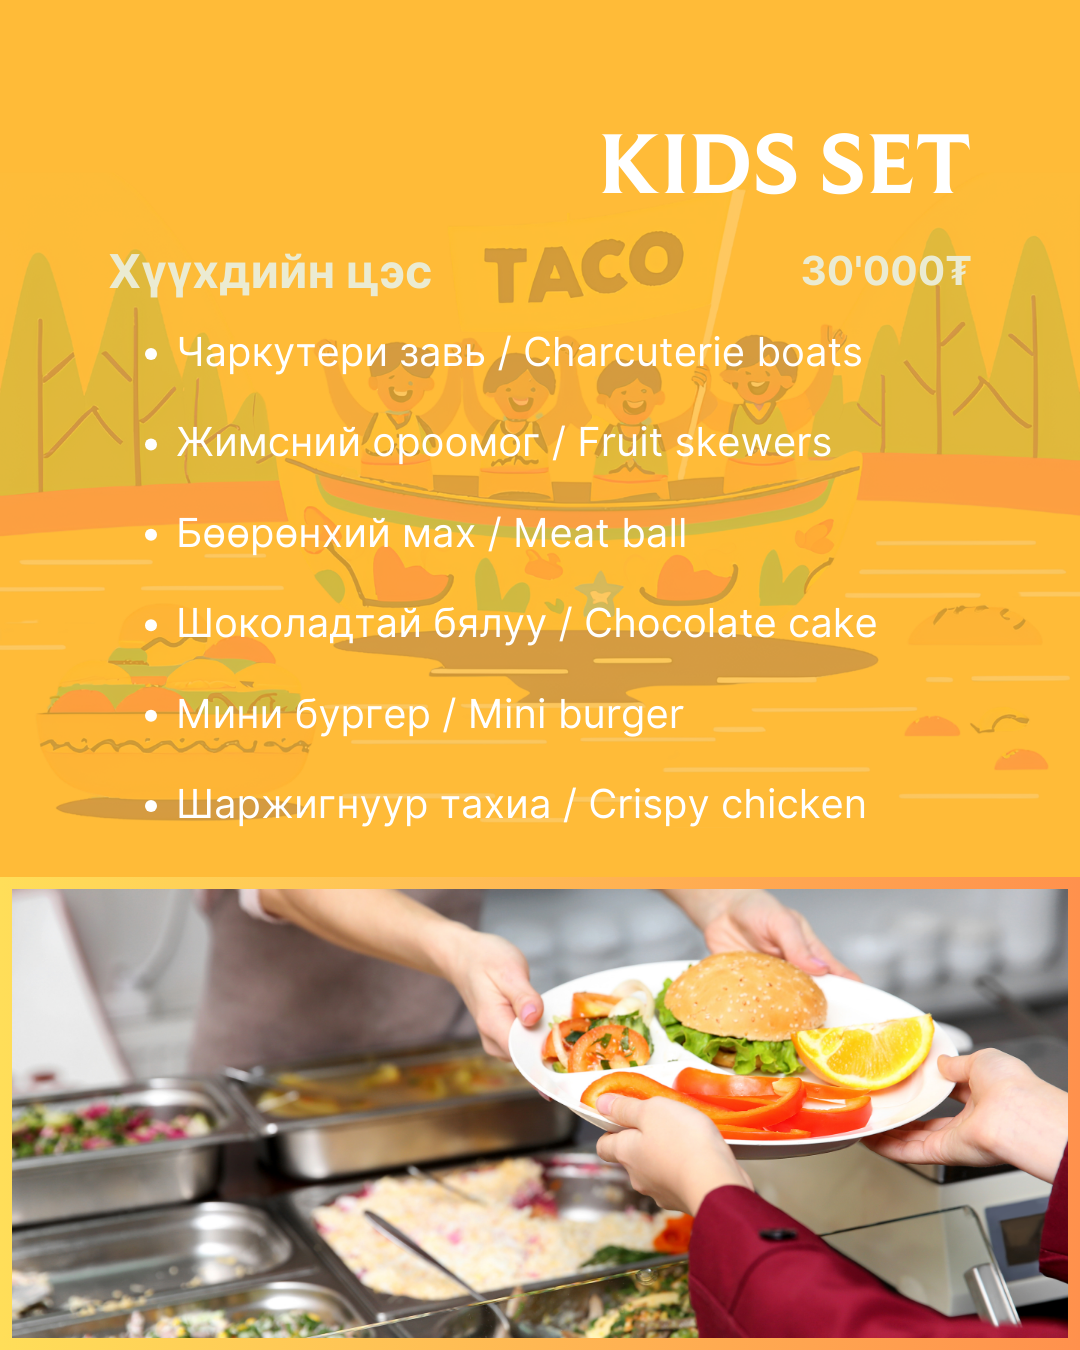 KIDS SET
TACO
Хүүхдийн цэс 30'000₮
• Чаркутери завь / Charcuterie boats
• Жимсний ороомог / Fruit skewers
• Бөөрөнхий мах / Meat ball
• Шоколадтай бялуу / Chocolate cake
• Мини бургер / Mini burger
• Шаржигнуур тахиа / Crispy chicken